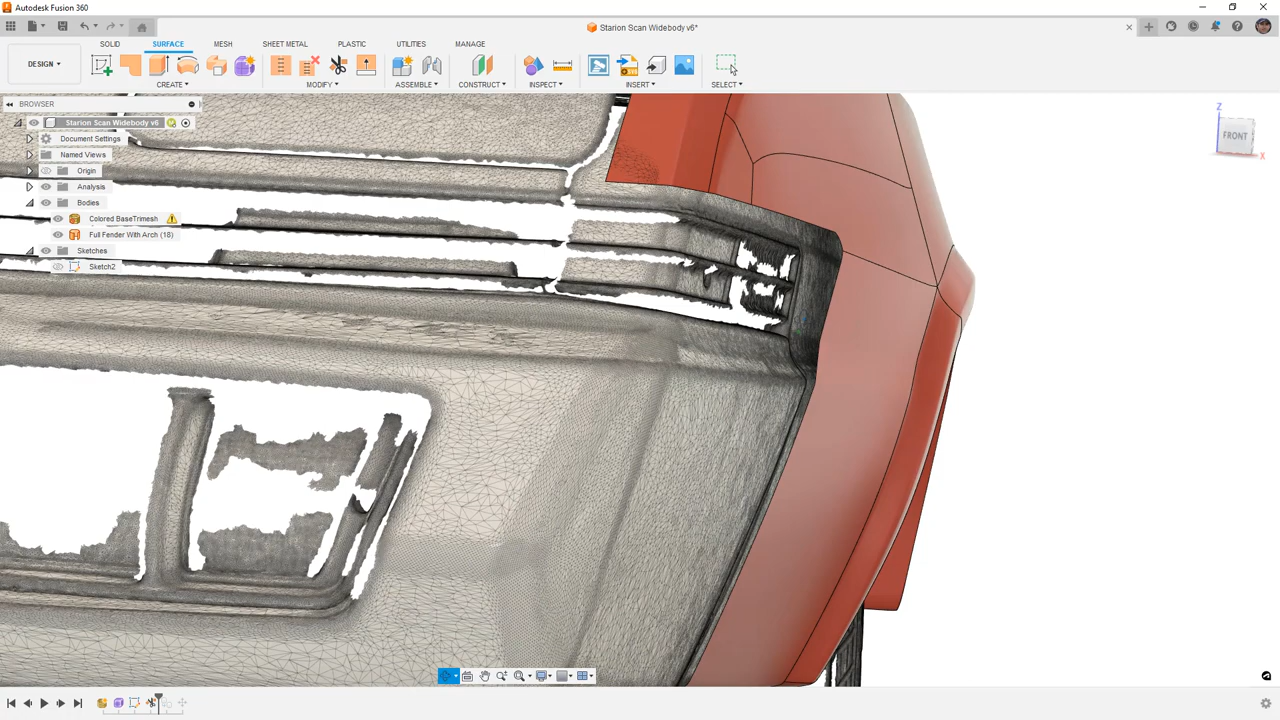 Autodesk Fusion 360
Starion Scan Widebody v6*
SOLID SURFACE MESH SHEET METAL PLASTIC UTILITIES MANAGE
DESIGN
CREATE MODIFY ASSEMBLE CONSTRUCT INSPECT INSERT SELECT
BROWSER
Starion Scan Widebody v6
Document Settings
Named Views
Origin
Analysis
Bodies
Colored BaseTrimesh
Full Fender With Arch (18)
Sketches
Sketch2
Z
FRONT
X